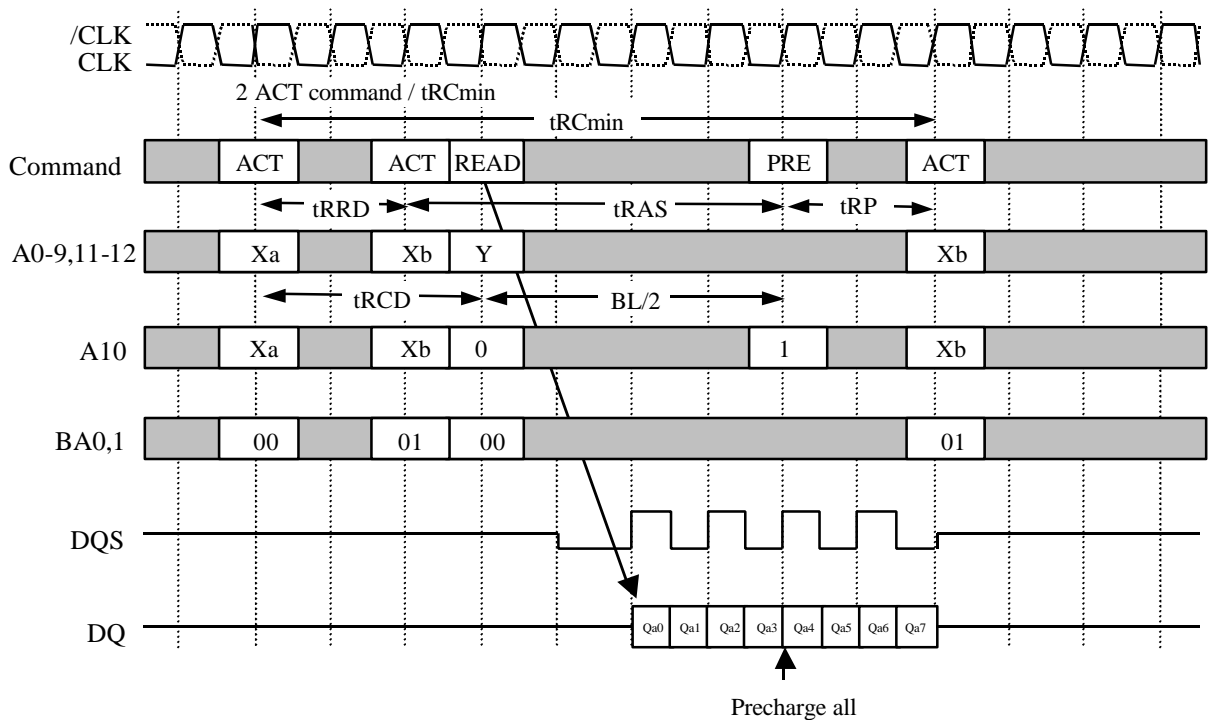 /CLK
CLK
2 ACT command / tRCmin
tRCmin
Command ACT ACT READ PRE ACT
tRRD tRAS tRP
A0-9,11-12 Xa Xb Y Xb
tRCD BL/2
A10 Xa Xb 0 1 Xb
BA0,1 00 01 00 01
DQS
DQ Qa0 Qa1 Qa2 Qa3 Qa4 Qa5 Qa6 Qa7
Precharge all